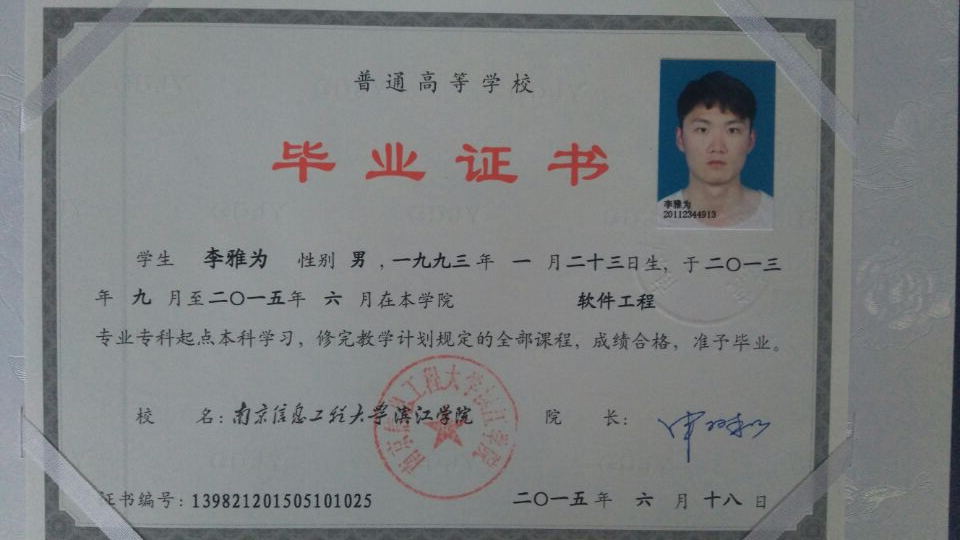 普通高等学校
毕业证书
李雅为
20112344913
学生 李雅为 性别 男，一九九三年 一 月二十三日生，于二〇一三
年 九 月至二〇一五年 六 月在本学院 软件工程
专业专科起点本科学习，修完教学计划规定的全部课程，成绩合格，准予毕业。
校 名：南京信息工程大学滨江学院 院 长：
南京信息工程大学滨江学院
证书编号：139821201505101025 二〇一五年 六 月 十八 日